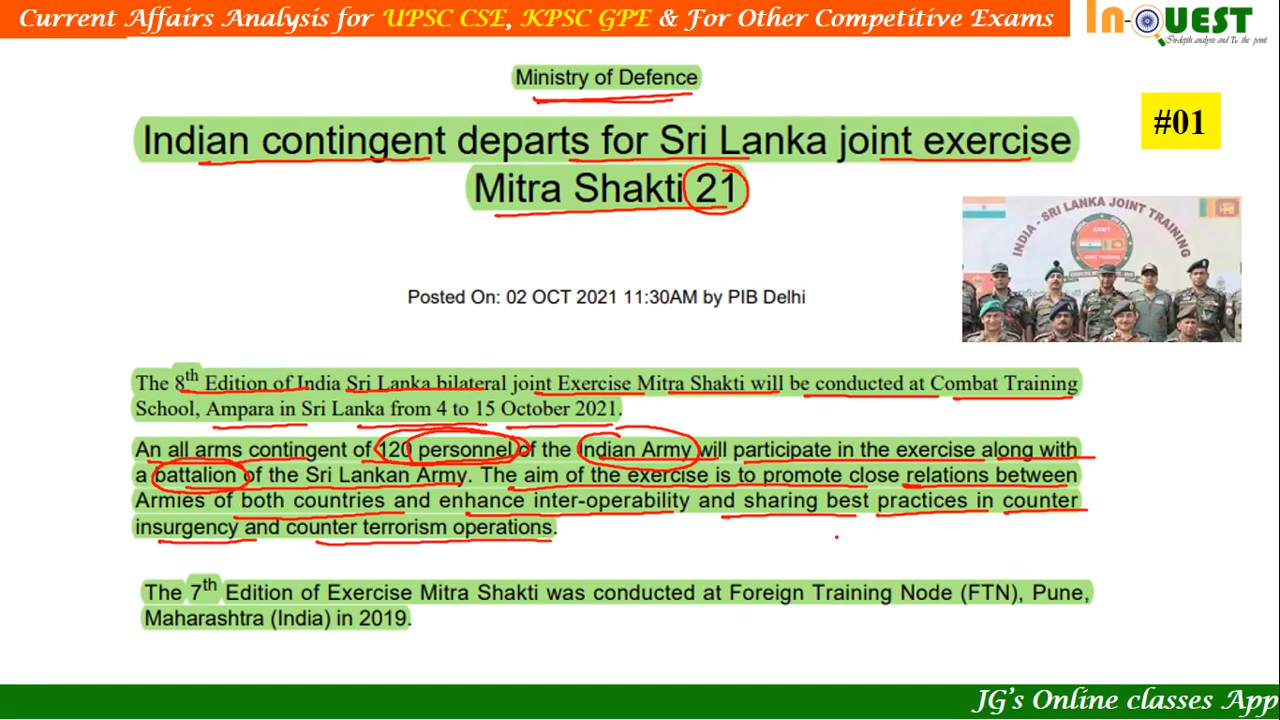 Current Affairs Analysis for UPSC CSE, KPSC GPE & For Other Competitive Exams
In-QUEST
In-depth analysis and To the point
Ministry of Defence
Indian contingent departs for Sri Lanka joint exercise
Mitra Shakti 21
#01
INDIA - SRI LANKA JOINT TRAINING
Posted On: 02 OCT 2021 11:30AM by PIB Delhi
The 8th Edition of India Sri Lanka bilateral joint Exercise Mitra Shakti will be conducted at Combat Training
School, Ampara in Sri Lanka from 4 to 15 October 2021.
An all arms contingent of 120 personnel of the Indian Army will participate in the exercise along with
a battalion of the Sri Lankan Army. The aim of the exercise is to promote close relations between
Armies of both countries and enhance inter-operability and sharing best practices in counter
insurgency and counter terrorism operations.
The 7th Edition of Exercise Mitra Shakti was conducted at Foreign Training Node (FTN), Pune,
Maharashtra (India) in 2019.
JG's Online classes App